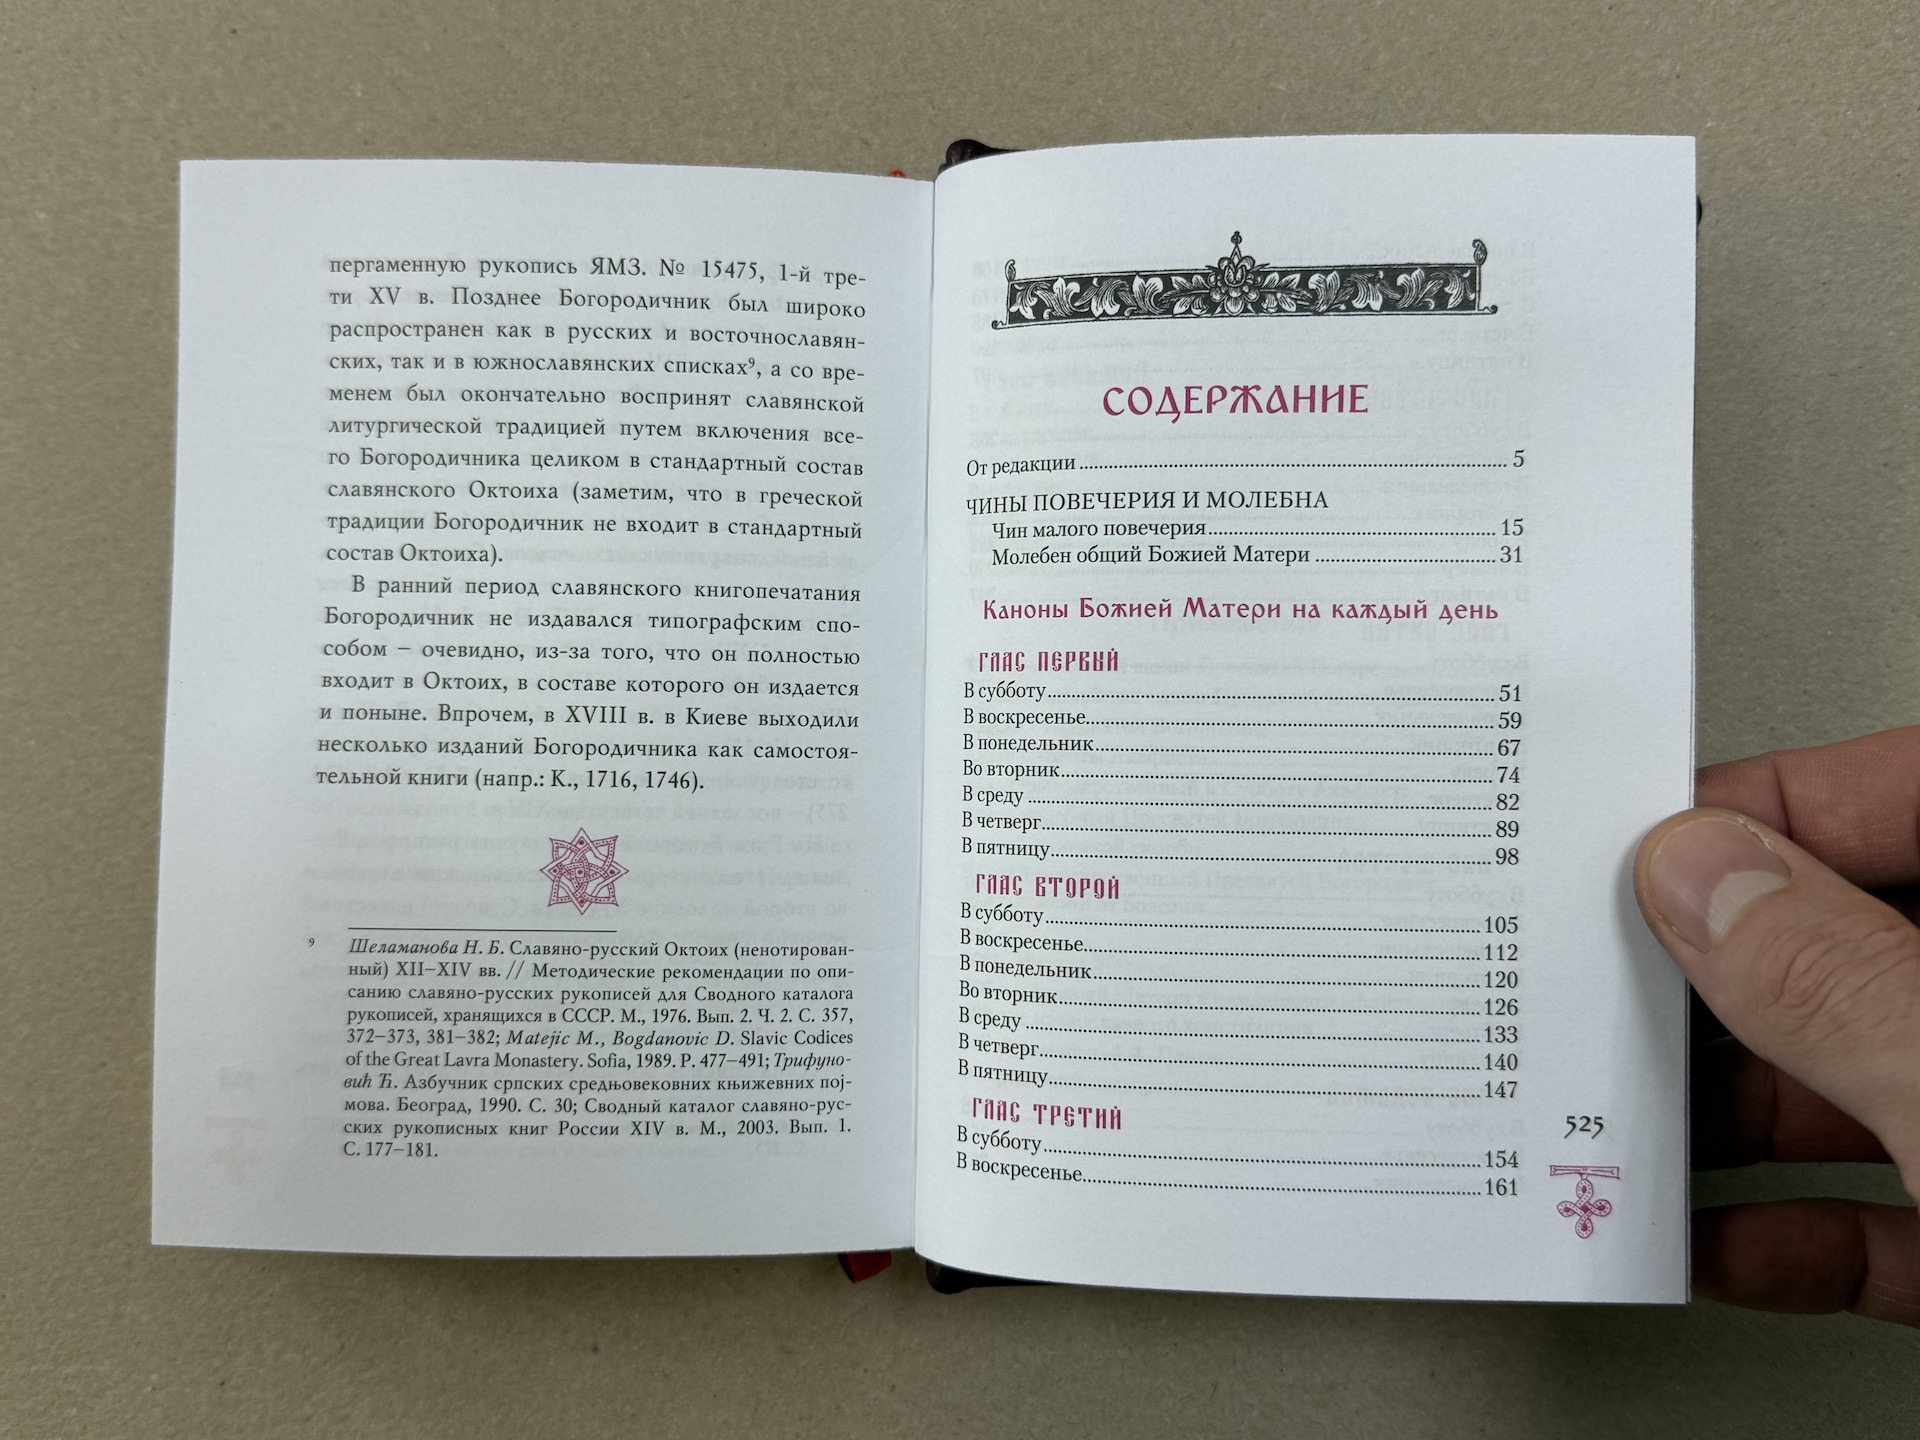 пергаменную рукопись ЯМЗ. № 15475, 1-й тре-
ти XV в. Позднее Богородичник был широко
распространен как в русских и восточнославян-
ских, так и в южнославянских списках⁹, а со вре-
менем был окончательно воспринят славянской
литургической традицией путем включения все-
го Богородичника целиком в стандартный состав
славянского Октоиха (заметим, что в греческой
традиции Богородичник не входит в стандартный
состав Октоиха).
В ранний период славянского книгопечатания
Богородичник не издавался типографским спо-
собом – очевидно, из-за того, что он полностью
входит в Октоих, в составе которого он издается
и поныне. Впрочем, в XVIII в. в Киеве выходили
несколько изданий Богородичника как самостоя-
тельной книги (напр.: К., 1716, 1746).
⁹ Шеламанова Н. Б. Славяно-русский Октоих (ненотирован-
ный) XII–XIV вв. // Методические рекомендации по опи-
санию славяно-русских рукописей для Сводного каталога
рукописей, хранящихся в СССР. М., 1976. Вып. 2. Ч. 2. С. 357,
372–373, 381–382; Matejic M., Bogdanovic D. Slavic Codices
of the Great Lavra Monastery. Sofia, 1989. P. 477–491; Трифуно-
вић Ђ. Азбучник српских средњовековних књижевних пој-
мова. Београд, 1990. С. 30; Сводный каталог славяно-рус-
ских рукописных книг России XIV в. М., 2003. Вып. 1.
С. 177–181.
СОДЕРЖАНИЕ
От редакции 5
ЧИНЫ ПОВЕЧЕРИЯ И МОЛЕБНА
Чин малого повечерия 15
Молебен общий Божией Матери 31
Каноны Божией Матери на каждый день
ГЛАС ПЕРВЫЙ
В субботу 51
В воскресенье 59
В понедельник 67
Во вторник 74
В среду 82
В четверг 89
В пятницу 98
ГЛАС ВТОРОЙ
В субботу 105
В воскресенье 112
В понедельник 120
Во вторник 126
В среду 133
В четверг 140
В пятницу 147
ГЛАС ТРЕТИЙ
В субботу 154
В воскресенье 161
525